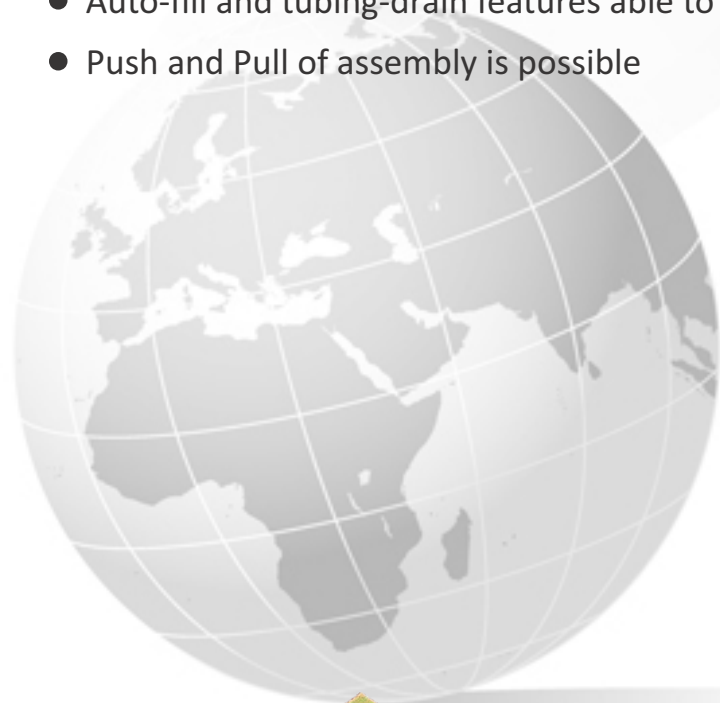 ● Auto-fill and tubing-drain features able to
● Push and Pull of assembly is possible